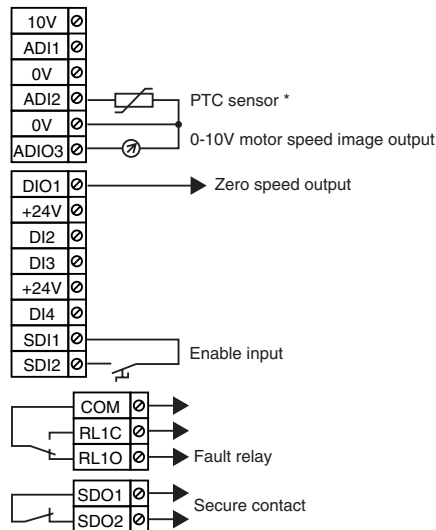 10V
ADI1
0V
ADI2
PTC sensor *
0V
0-10V motor speed image output
ADIO3
DIO1
Zero speed output
+24V
DI2
DI3
+24V
DI4
SDI1
Enable input
SDI2
COM
RL1C
RL1O
Fault relay
SDO1
Secure contact
SDO2